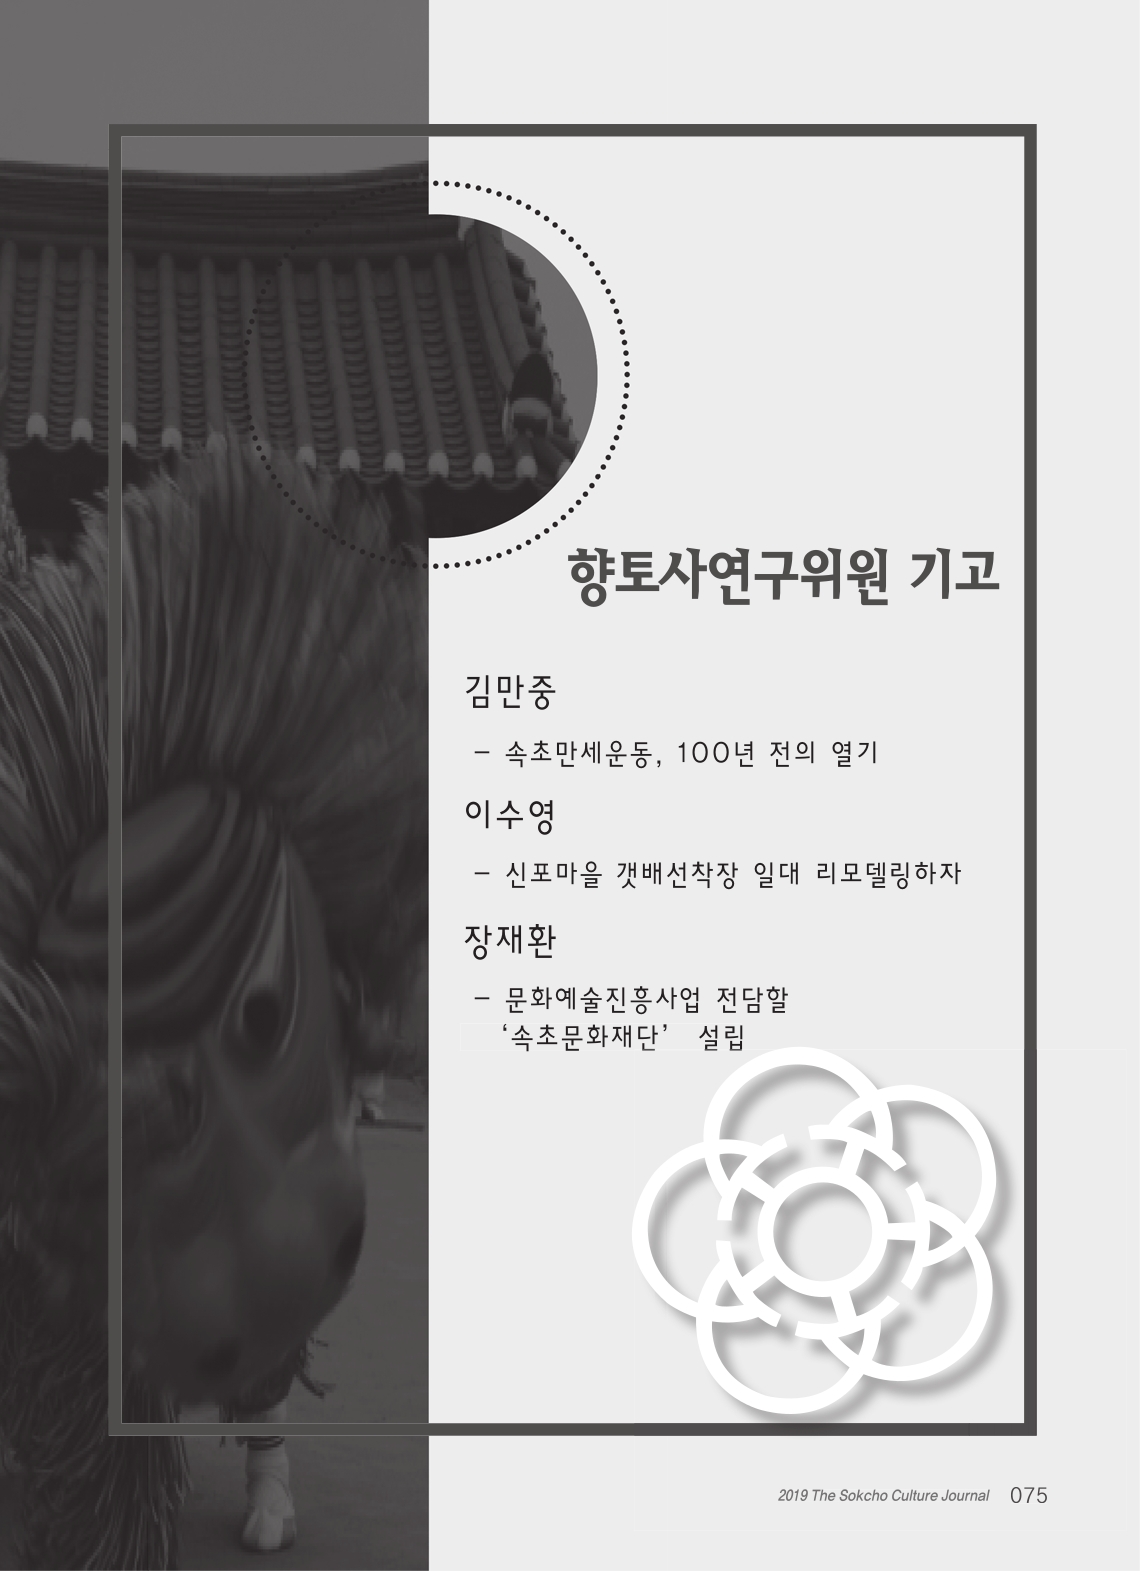 향토사연구위원 기고
김만중
- 속초만세운동, 100년 전의 열기
이수영
- 신포마을 갯배선착장 일대 리모델링하자
장재환
- 문화예술진흥사업 전담할
‘속초문화재단’ 설립
2019 The Sokcho Culture Journal 075